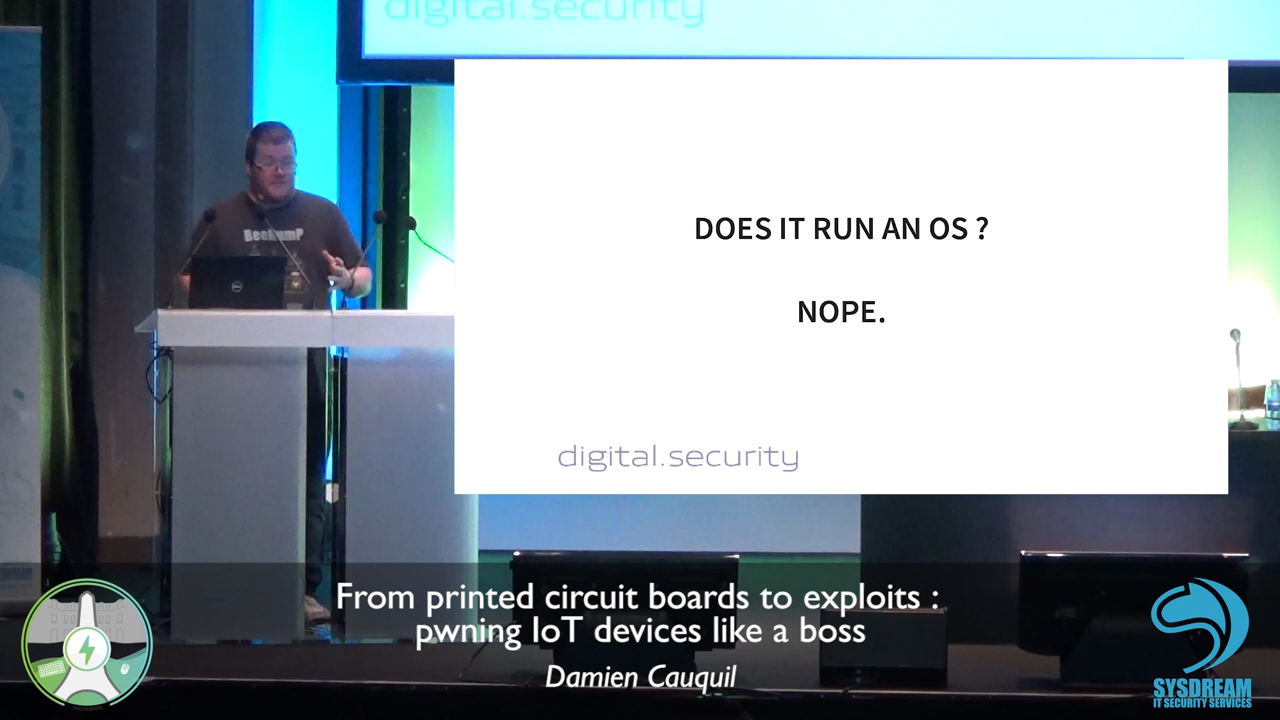 digital.security
DOES IT RUN AN OS ?
NOPE.
digital.security
From printed circuit boards to exploits :
pwning IoT devices like a boss
Damien Cauquil
SYSDREAM
IT SECURITY SERVICES